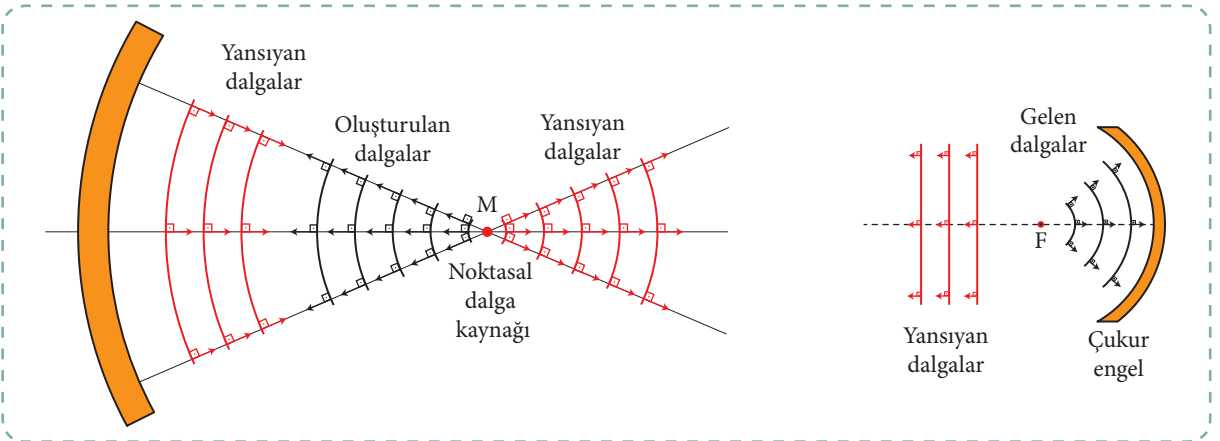 Yansıyan
dalgalar
Oluşturulan
dalgalar
Yansıyan
dalgalar
M
Noktasal
dalga
kaynağı
Gelen
dalgalar
F
Yansıyan
dalgalar
Çukur
engel